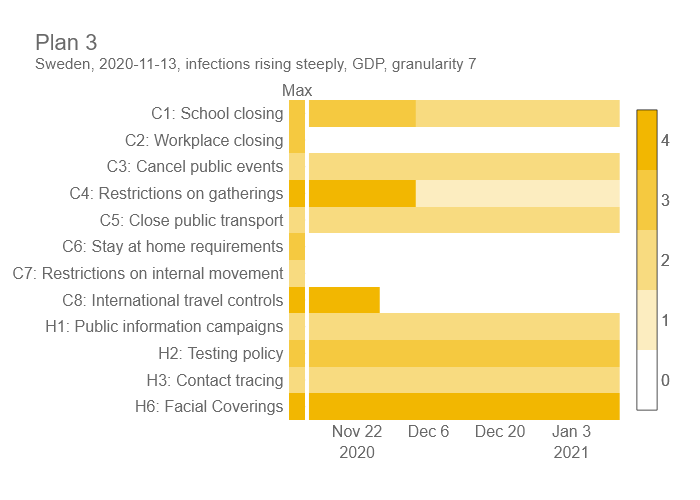 Plan 3
Sweden, 2020-11-13, infections rising steeply, GDP, granularity 7
Max
C1: School closing
C2: Workplace closing
C3: Cancel public events
C4: Restrictions on gatherings
C5: Close public transport
C6: Stay at home requirements
C7: Restrictions on internal movement
C8: International travel controls
H1: Public information campaigns
H2: Testing policy
H3: Contact tracing
H6: Facial Coverings
Nov 22 Dec 6 Dec 20 Jan 3
2020 2021
4
3
2
1
0